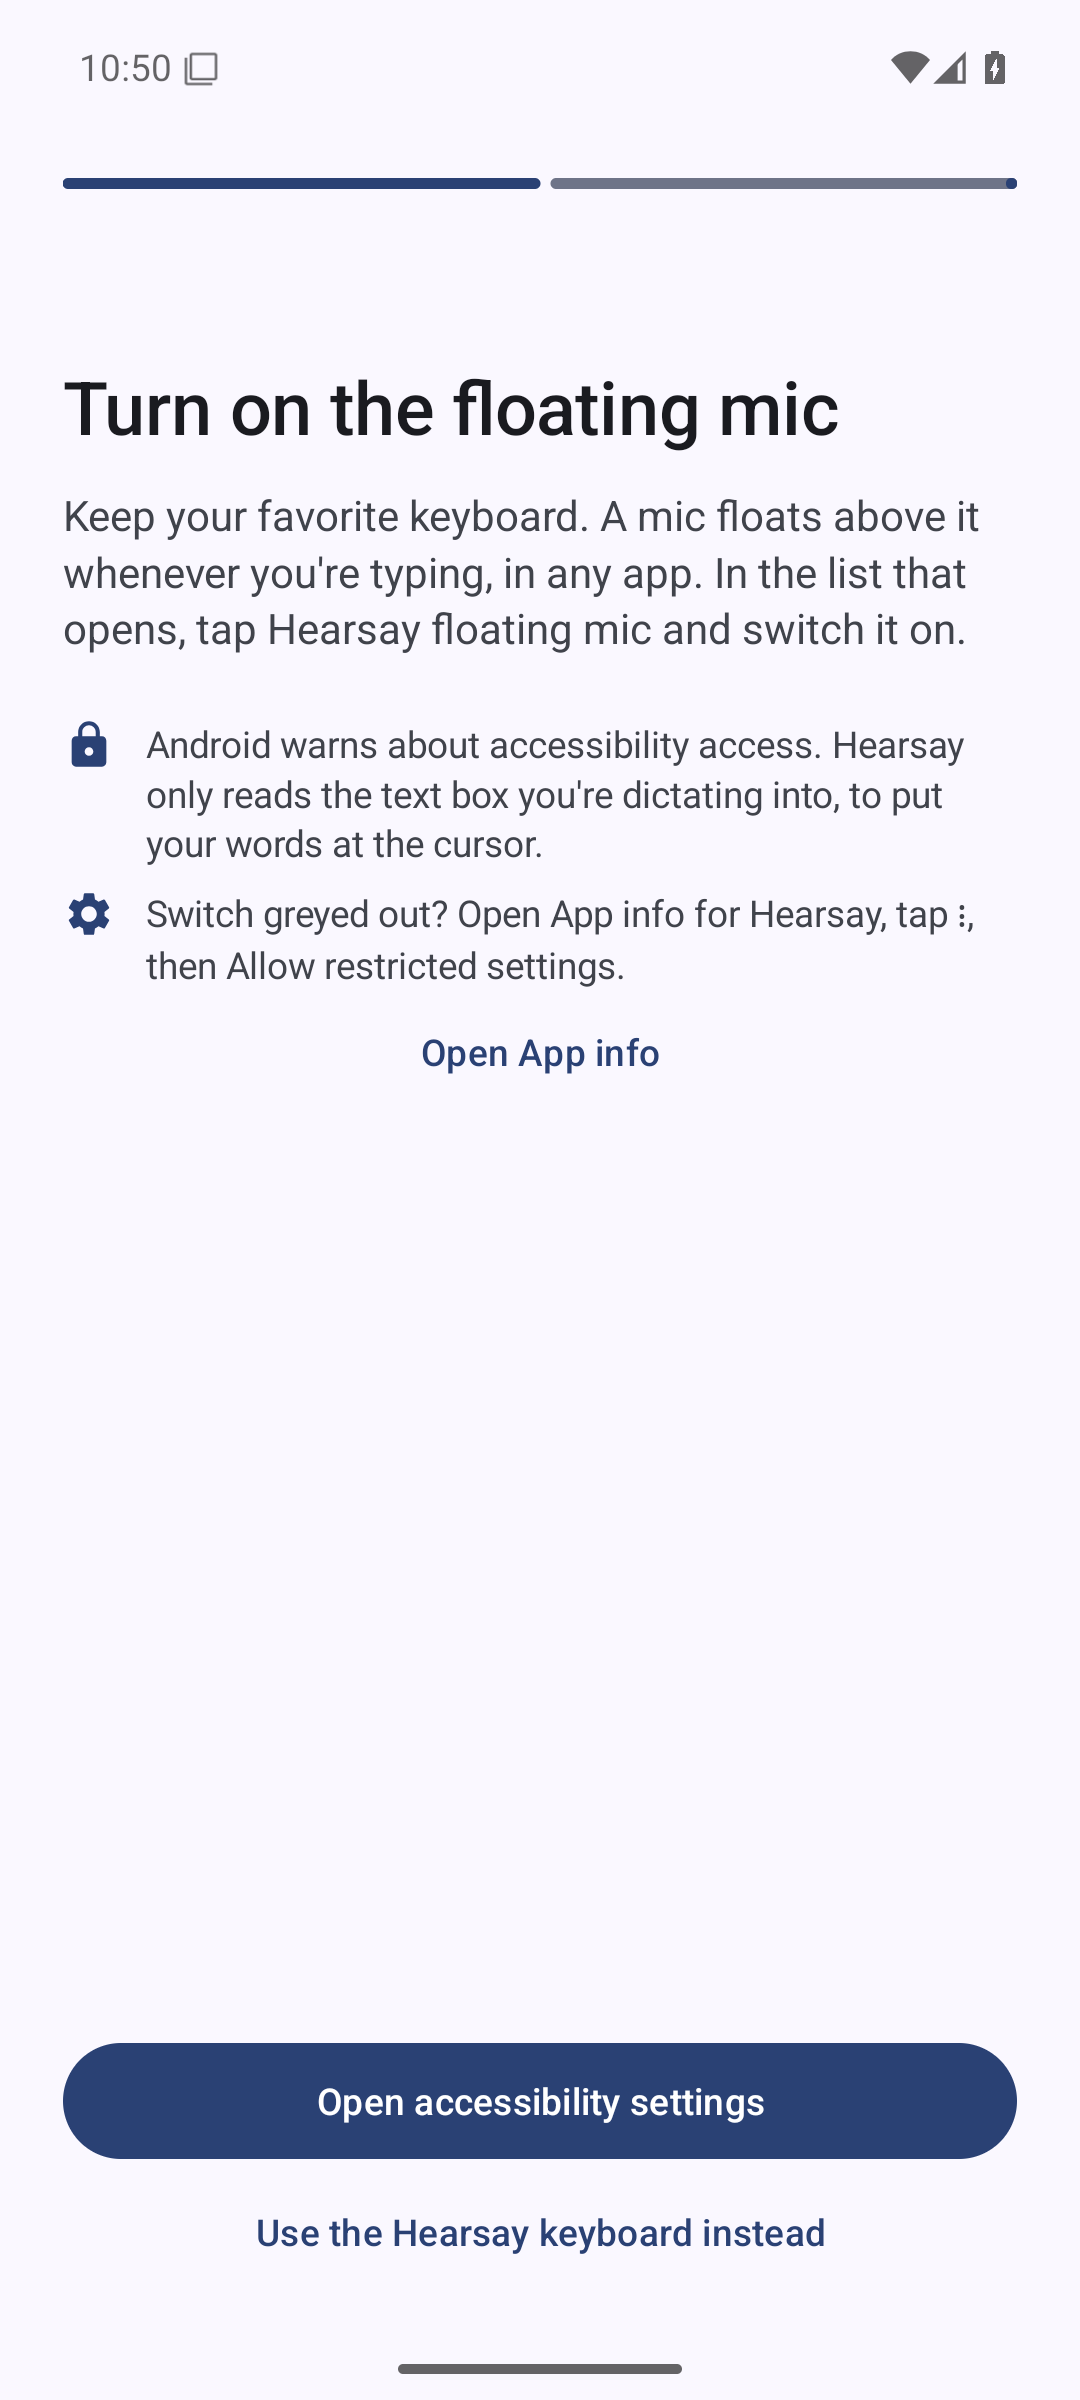 10:50
Turn on the floating mic
Keep your favorite keyboard. A mic floats above it
whenever you're typing, in any app. In the list that
opens, tap Hearsay floating mic and switch it on.
Android warns about accessibility access. Hearsay
only reads the text box you're dictating into, to put
your words at the cursor.
Switch greyed out? Open App info for Hearsay, tap ⋮,
then Allow restricted settings.
Open App info
Open accessibility settings
Use the Hearsay keyboard instead